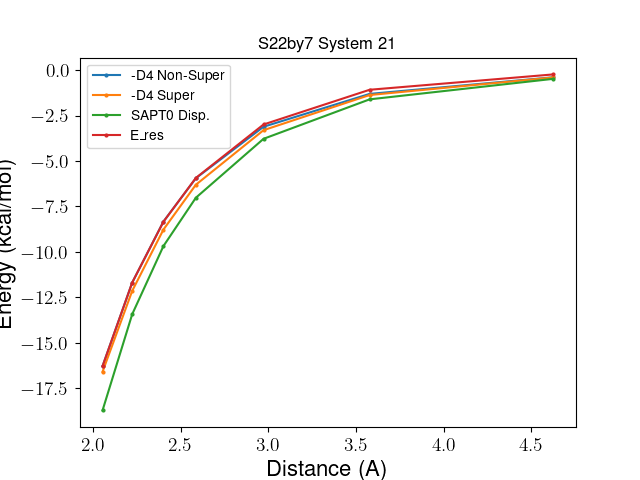 S22by7 System 21
-D4 Non-Super
-D4 Super
SAPT0 Disp.
E_res
0.0
−2.5
−5.0
−7.5
−10.0
−12.5
−15.0
−17.5
Energy (kcal/mol)
2.0 2.5 3.0 3.5 4.0 4.5
Distance (A)